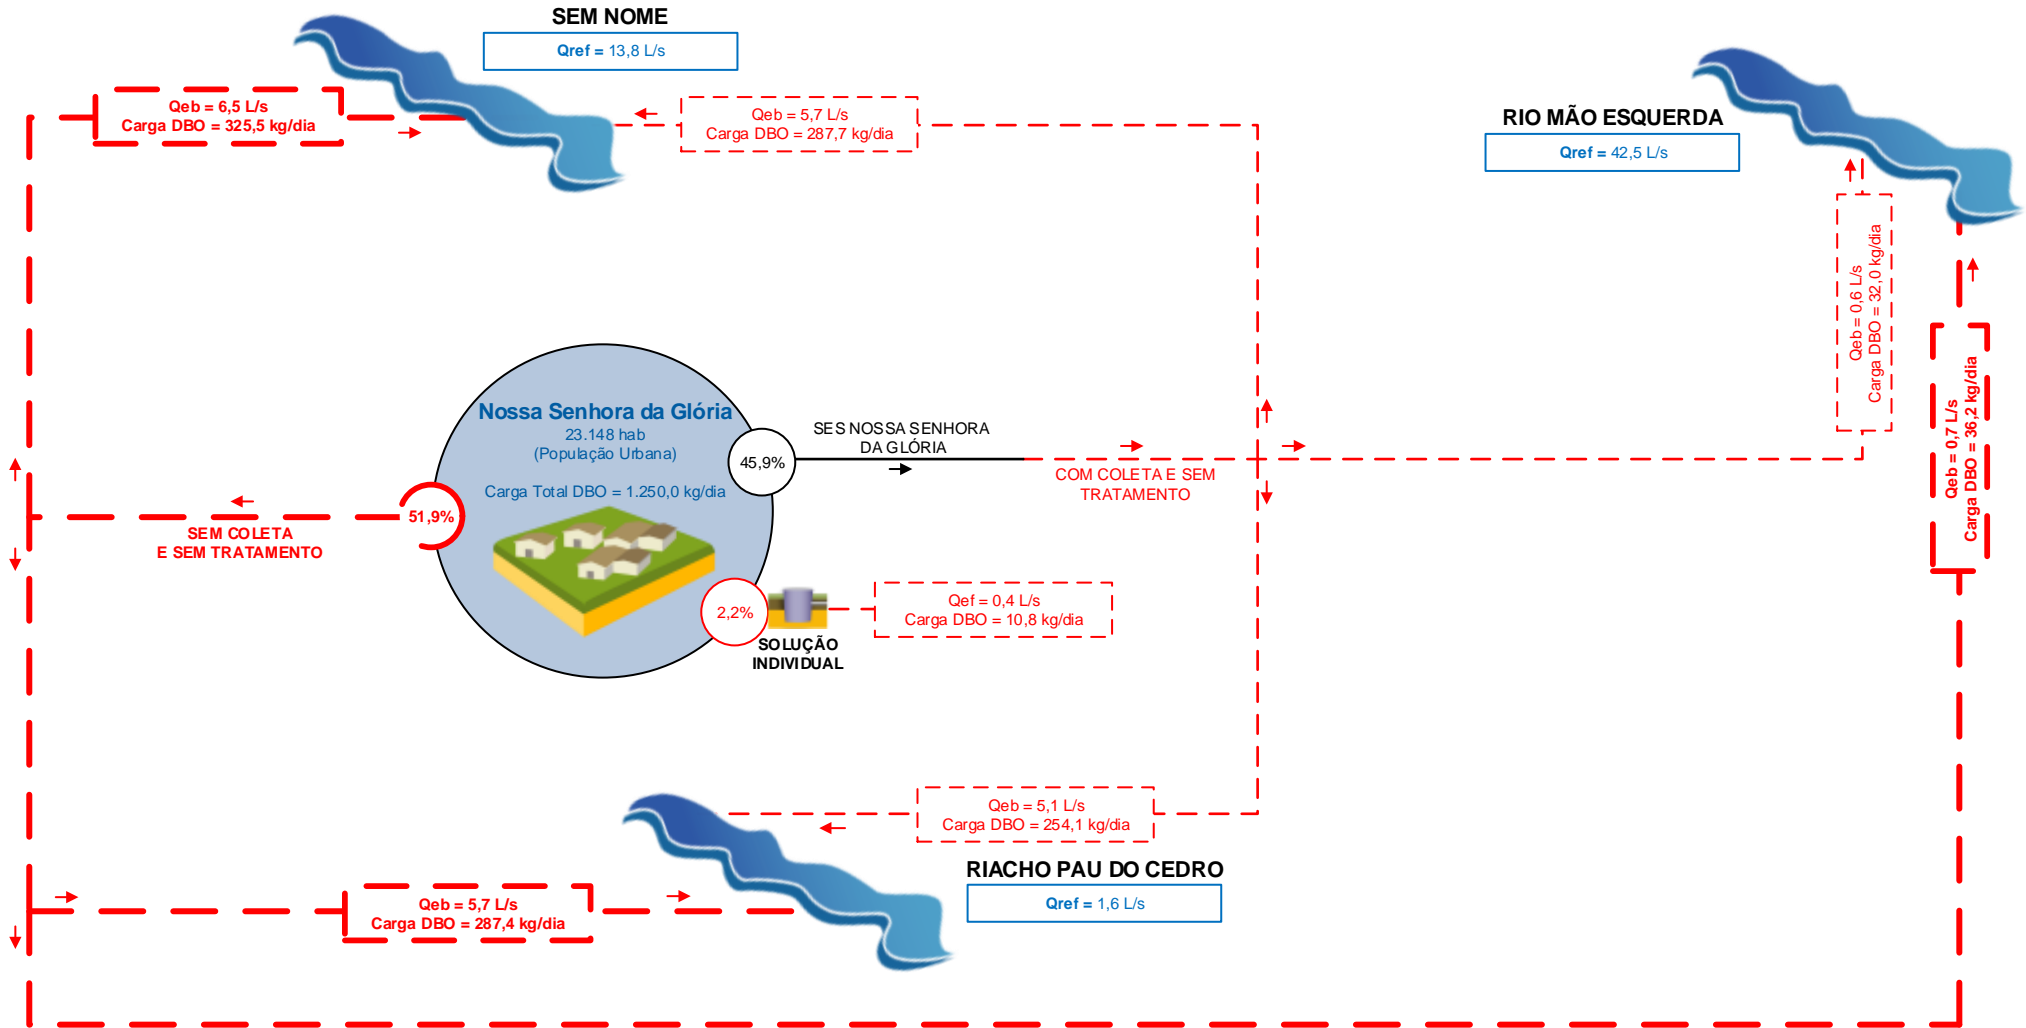 SEM NOME
Qref = 13,8 L/s
Qeb = 6,5 L/s
Carga DBO = 325,5 kg/dia
Qeb = 5,7 L/s
Carga DBO = 287,7 kg/dia
RIO MÃO ESQUERDA
Qref = 42,5 L/s
Qeb = 0,6 L/s
Carga DBO = 32,0 kg/dia
Qeb = 0,7 L/s
Carga DBO = 36,2 kg/dia
Nossa Senhora da Glória
23.148 hab
(População Urbana)
Carga Total DBO = 1.250,0 kg/dia
45,9%
SES NOSSA SENHORA
DA GLÓRIA
COM COLETA E SEM
TRATAMENTO
51,9%
SEM COLETA
E SEM TRATAMENTO
2,2%
SOLUÇÃO
INDIVIDUAL
Qef = 0,4 L/s
Carga DBO = 10,8 kg/dia
Qeb = 5,1 L/s
Carga DBO = 254,1 kg/dia
RIACHO PAU DO CEDRO
Qref = 1,6 L/s
Qeb = 5,7 L/s
Carga DBO = 287,4 kg/dia